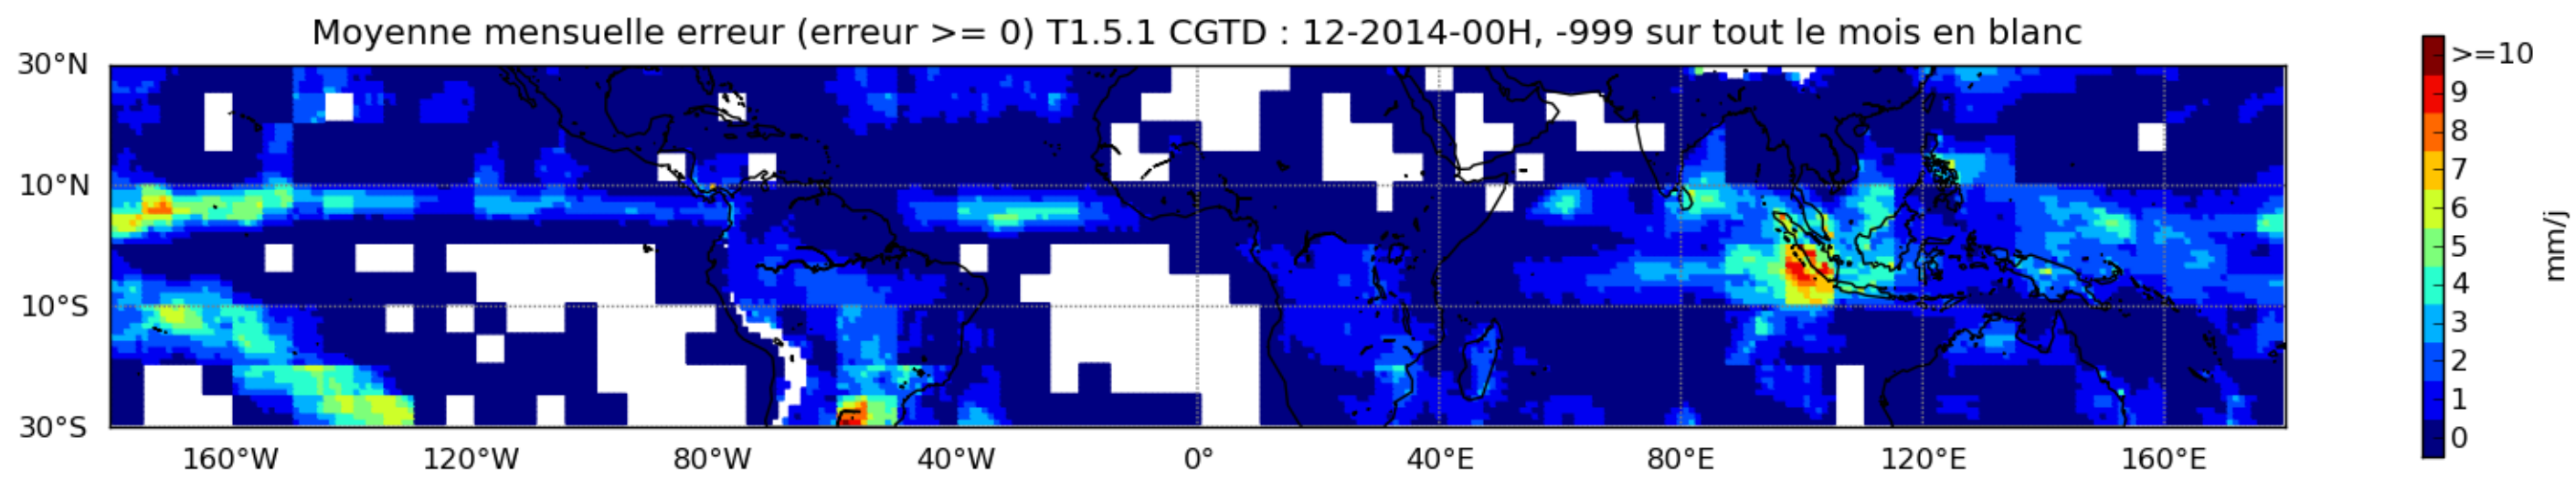 Moyenne mensuelle erreur (erreur >= 0) T1.5.1 CGTD : 12-2014-00H, -999 sur tout le mois en blanc
30°N
10°N
10°S
30°S
160°W 120°W 80°W 40°W 0° 40°E 80°E 120°E 160°E
>=10
9
8
7
6
5
4
3
2
1
0
mm/j